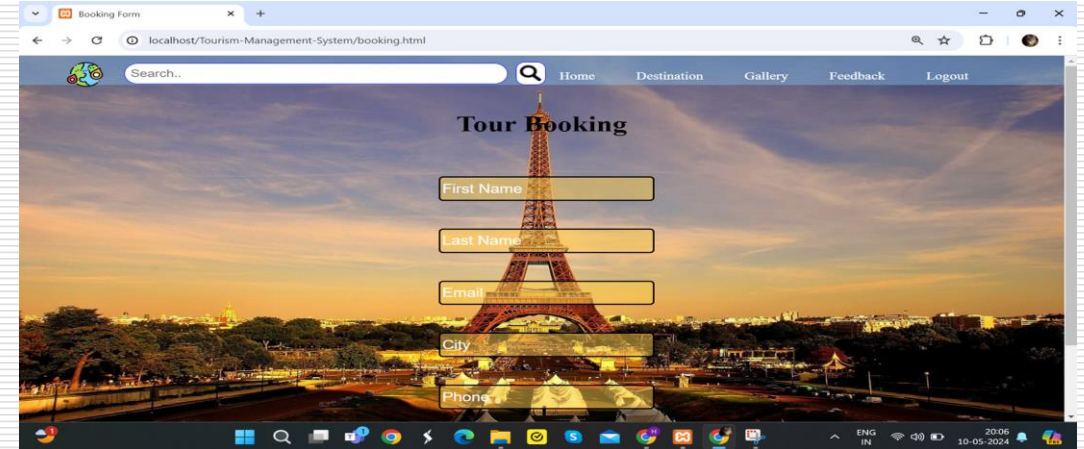 Booking Form
localhost/Tourism-Management-System/booking.html
Search..
Home Destination Gallery Feedback Logout
Tour Booking
First Name
Last Name
Email
City
Phone
ENG 20:06
IN 10-05-2024